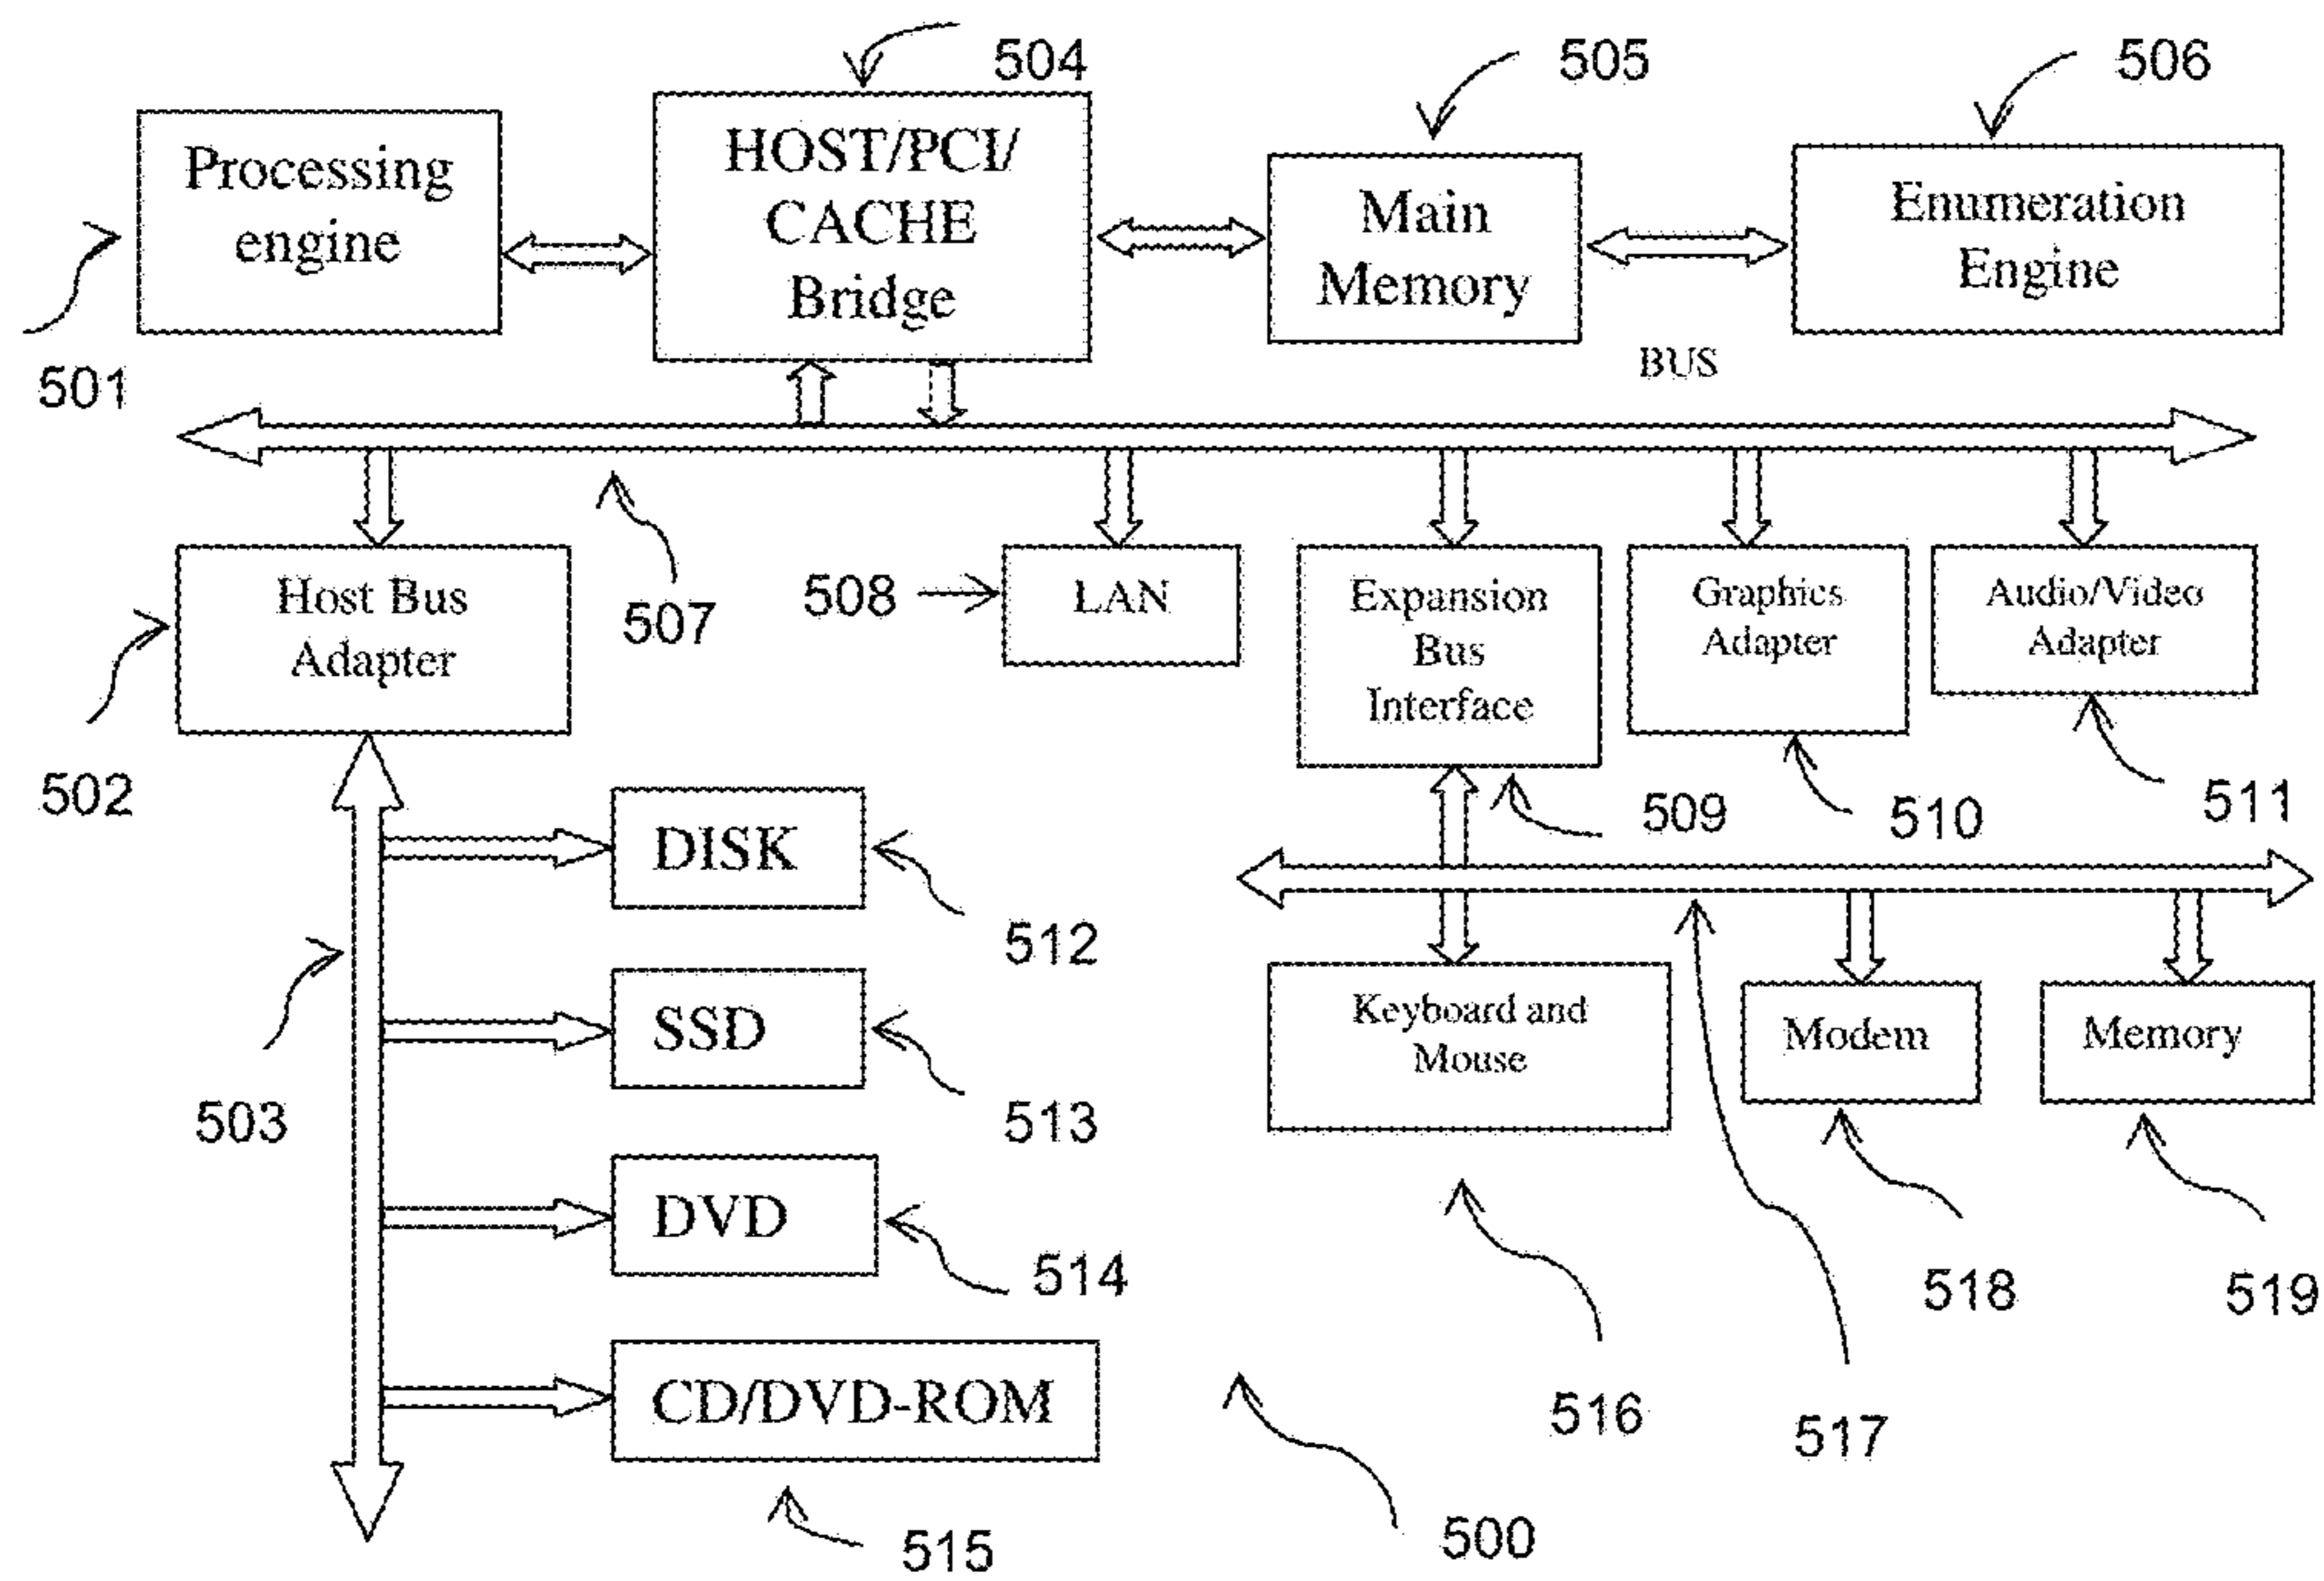 504
505
506
Processing
engine
HOST/PCI/
CACHE
Bridge
Main
Memory
Enumeration
Engine
501
BUS
Host Bus
Adapter
507
508
LAN
Expansion
Bus
Interface
Graphics
Adapter
Audio/Video
Adapter
502
509
510
511
DISK
512
503
SSD
513
Keyboard and
Mouse
Modem
Memory
DVD
514
518
519
CD/DVD-ROM
516
517
515
500